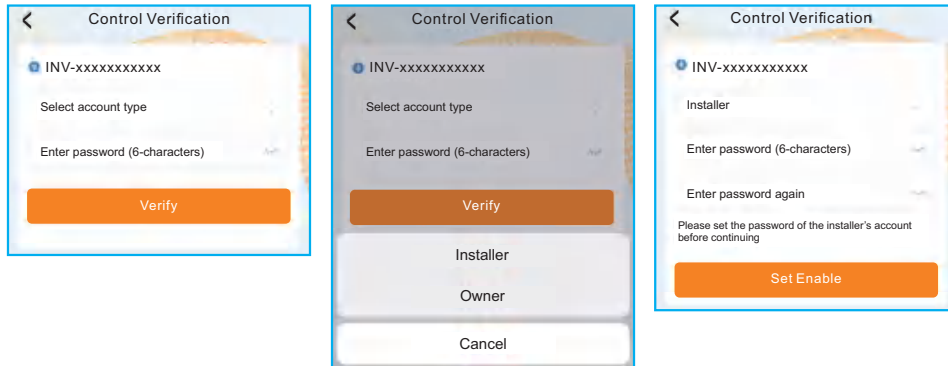 Control Verification
INV-xxxxxxxxxxx
Select account type
Enter password (6-characters)
Verify
Control Verification
INV-xxxxxxxxxxx
Select account type
Enter password (6-characters)
Verify
Installer
Owner
Cancel
Control Verification
INV-xxxxxxxxxxx
Installer
Enter password (6-characters)
Enter password again
Please set the password of the installer's account
before continuing
Set Enable